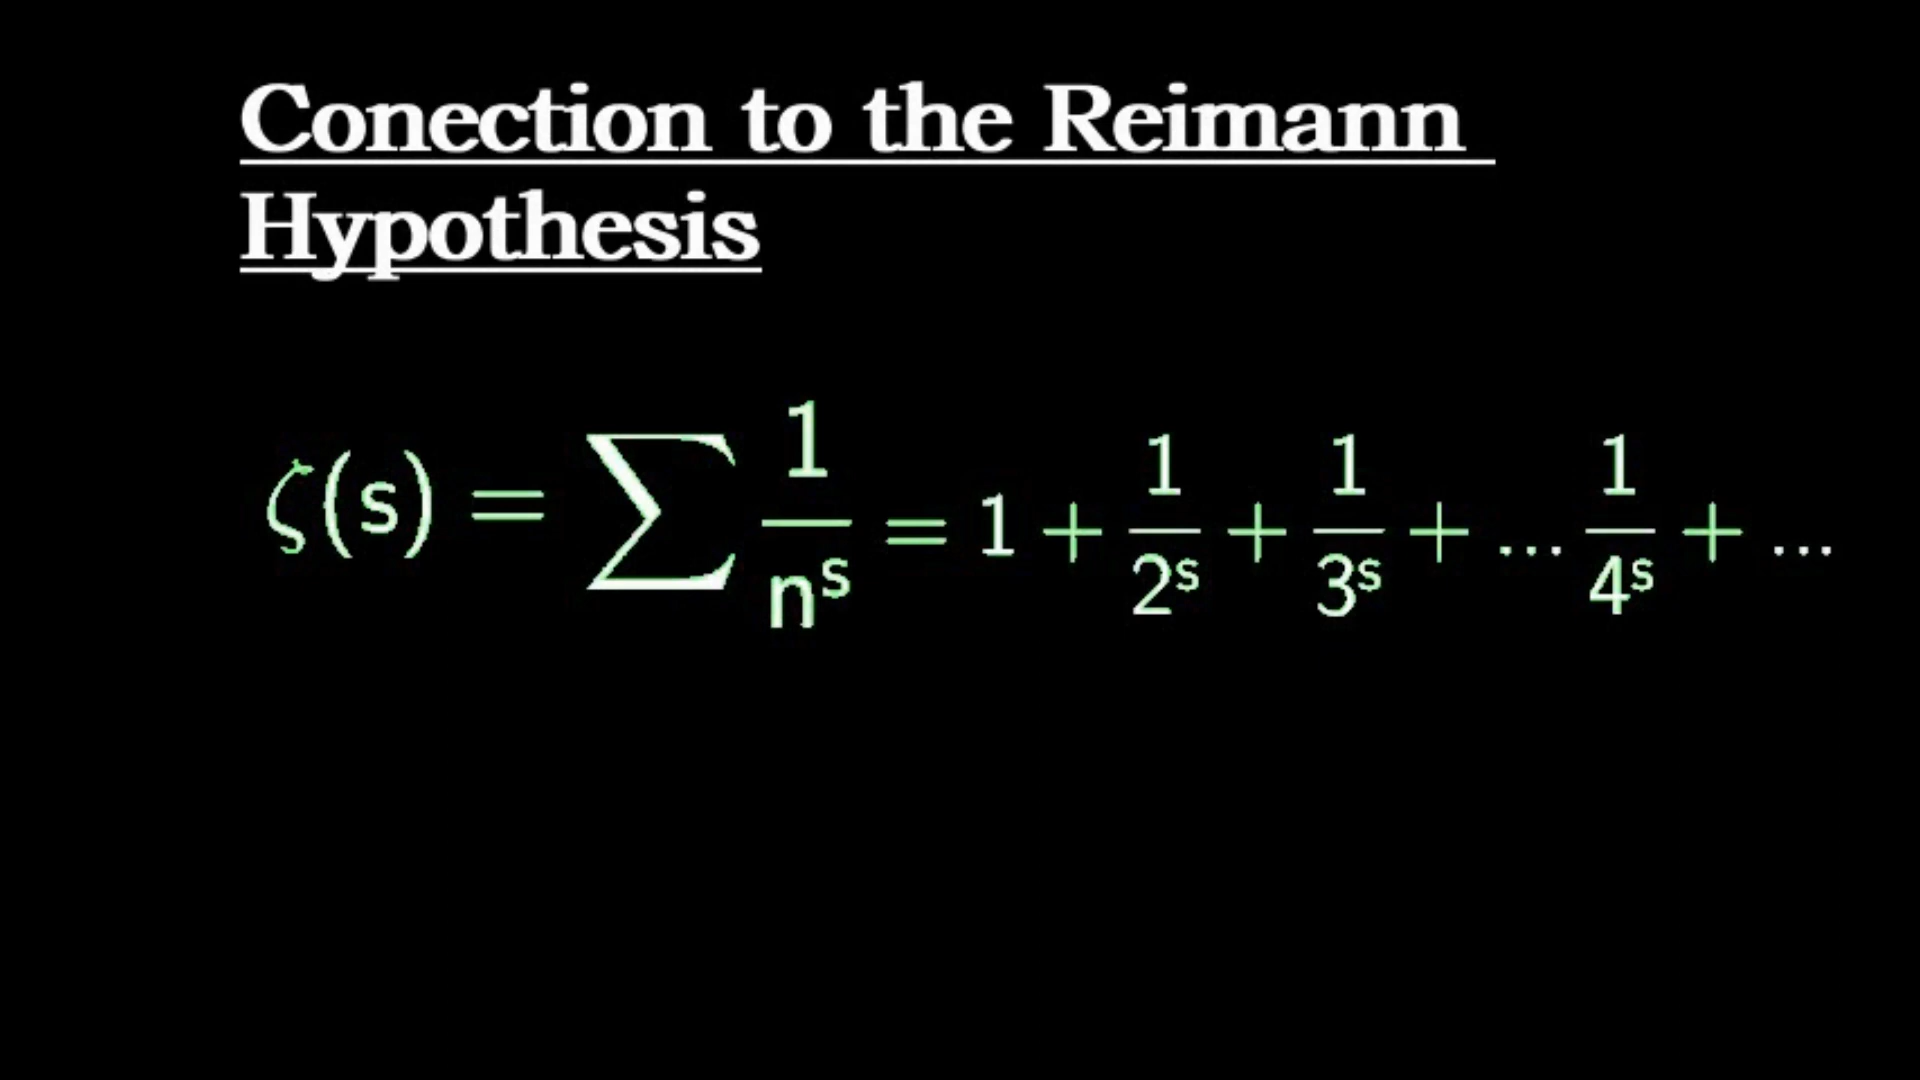 Conection to the Reimann
Hypothesis
ζ(s) = ∑ 1/n^s = 1 + 1/2^s + 1/3^s + ... 1/4^s + ...